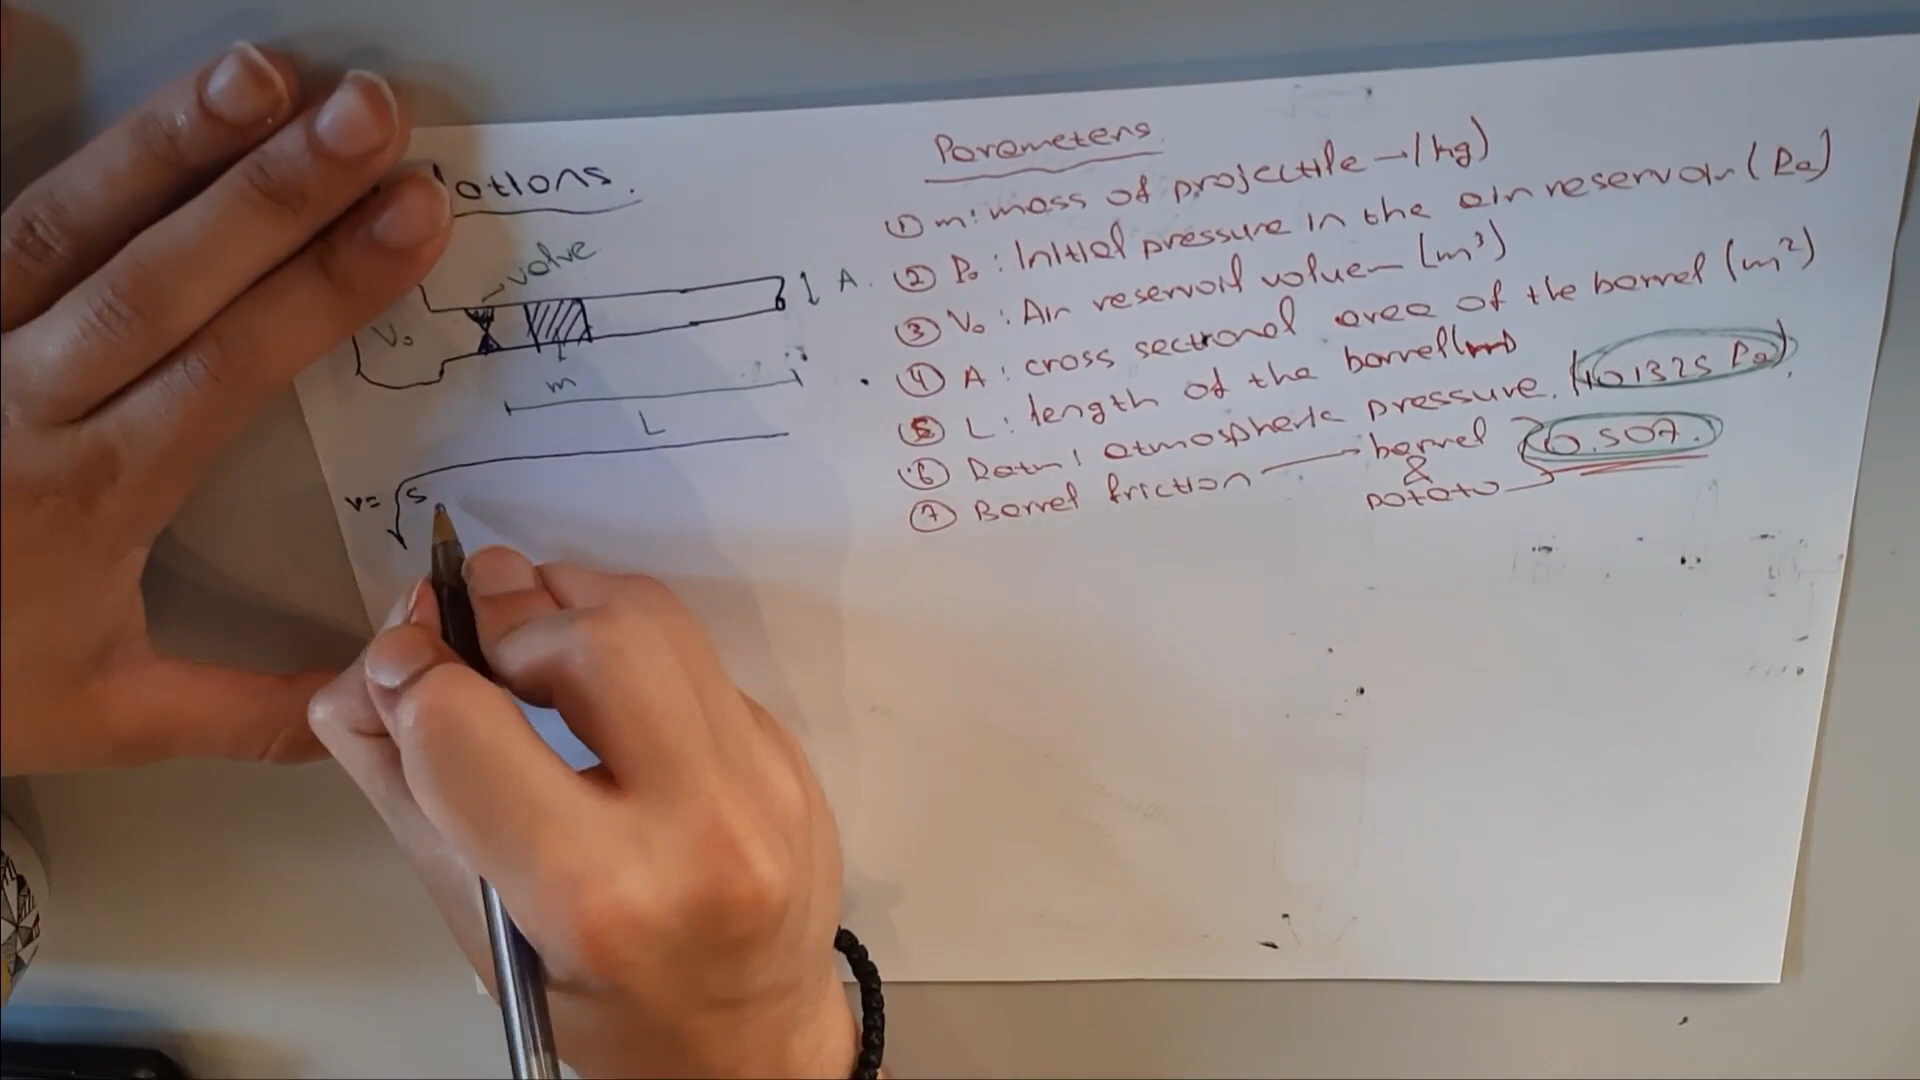 lations.
valve
A.
V₀
m
L
v=√s
Parameters.
① m: mass of projectile → (kg)
② P₀: Initial pressure in the air reservoir (Pa)
③ V₀: Air reservoil volume (m³)
④ A: cross sectional area of the barrel (m²)
⑤ L: length of the barrel (m)
⑥ Patm: atmospheric pressure. (101325 Pa).
⑦ Barrel friction → barrel & potato
0.507.